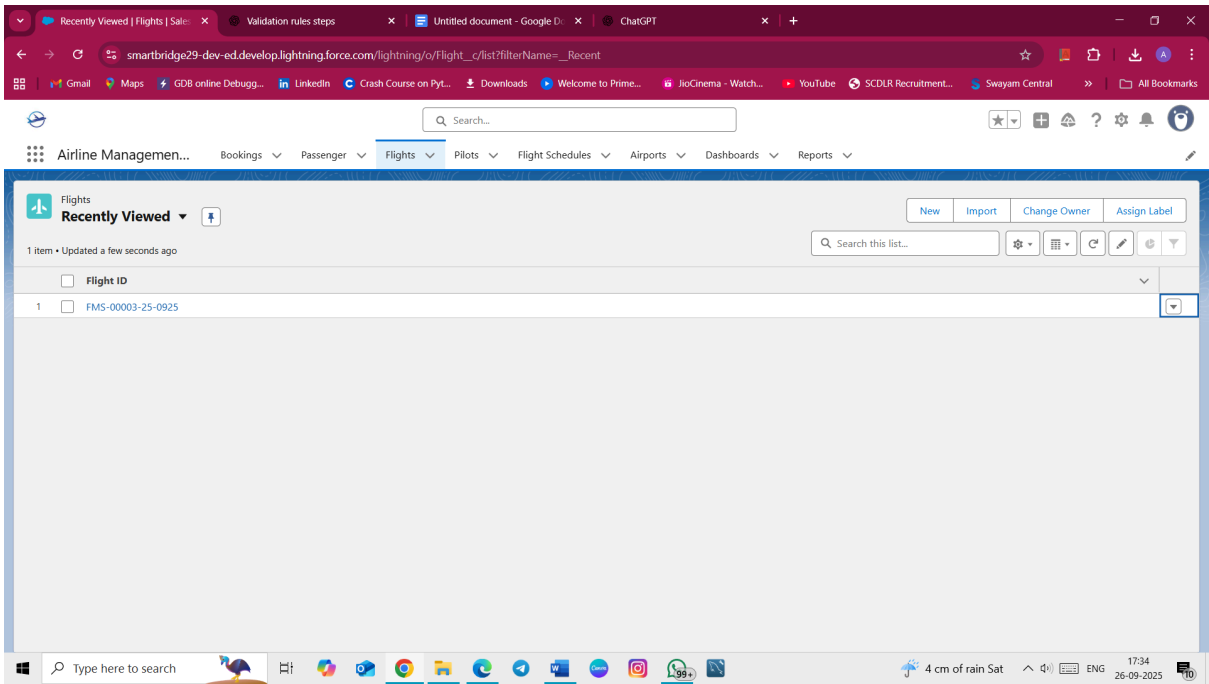 Recently Viewed | Flights | Sales
Validation rules steps
Untitled document - Google Do
ChatGPT
smartbridge29-dev-ed.develop.lightning.force.com/lightning/o/Flight__c/list?filterName=__Recent
Gmail
Maps
GDB online Debugg...
LinkedIn
Crash Course on Pyt...
Downloads
Welcome to Prime...
JioCinema - Watch...
YouTube
SCDLR Recruitment...
Swayam Central
»
All Bookmarks
Search...
Airline Managemen...
Bookings
Passenger
Flights
Pilots
Flight Schedules
Airports
Dashboards
Reports
Flights
Recently Viewed
New
Import
Change Owner
Assign Label
1 item • Updated a few seconds ago
Search this list...
Flight ID
1
FMS-00003-25-0925
Type here to search
99+
4 cm of rain Sat
ENG
17:34
26-09-2025
10